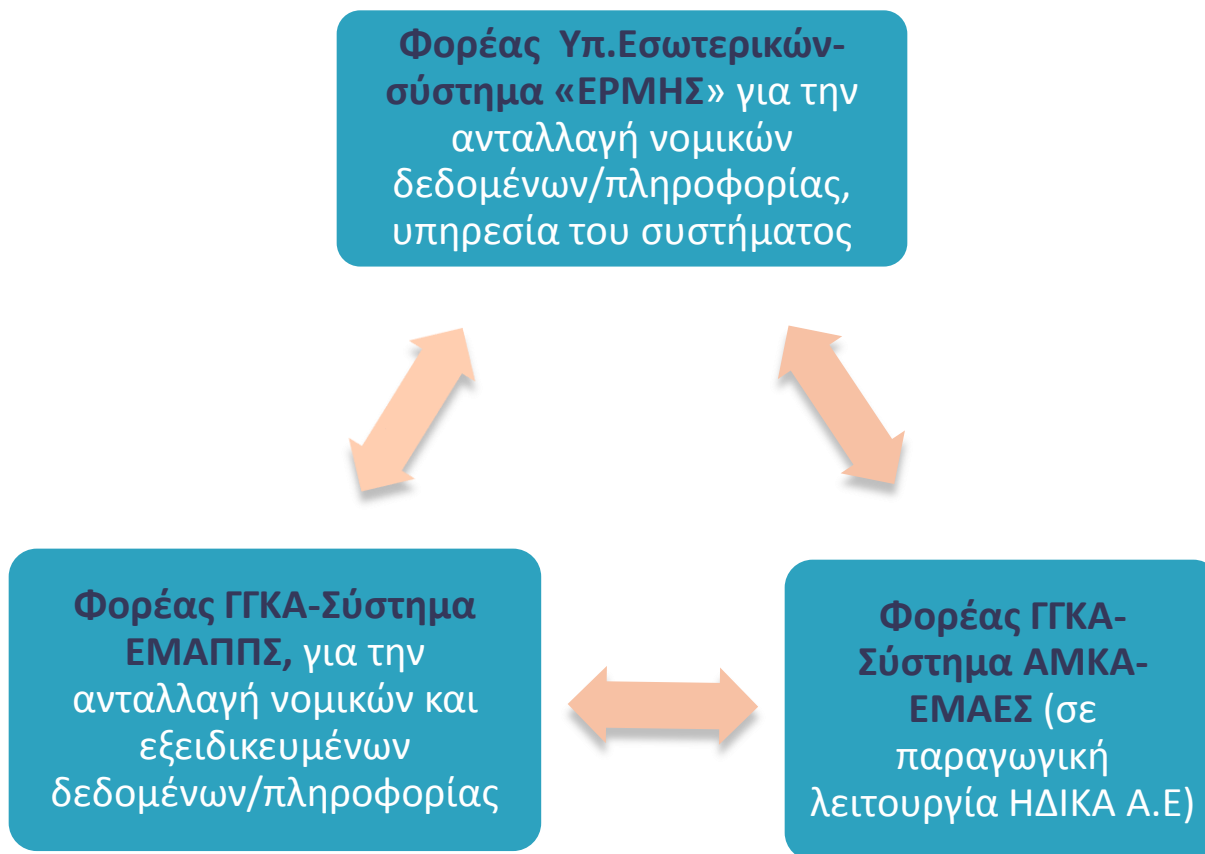 Φορέας Υπ.Εσωτερικών-
σύστημα «ΕΡΜΗΣ» για την
ανταλλαγή νομικών
δεδομένων/πληροφορίας,
υπηρεσία του συστήματος
Φορέας ΓΓΚΑ-Σύστημα
ΕΜΑΠΠΣ, για την
ανταλλαγή νομικών και
εξειδικευμένων
δεδομένων/πληροφορίας
Φορέας ΓΓΚΑ-
Σύστημα ΑΜΚΑ-
ΕΜΑΕΣ (σε
παραγωγική
λειτουργία ΗΔΙΚΑ Α.Ε)